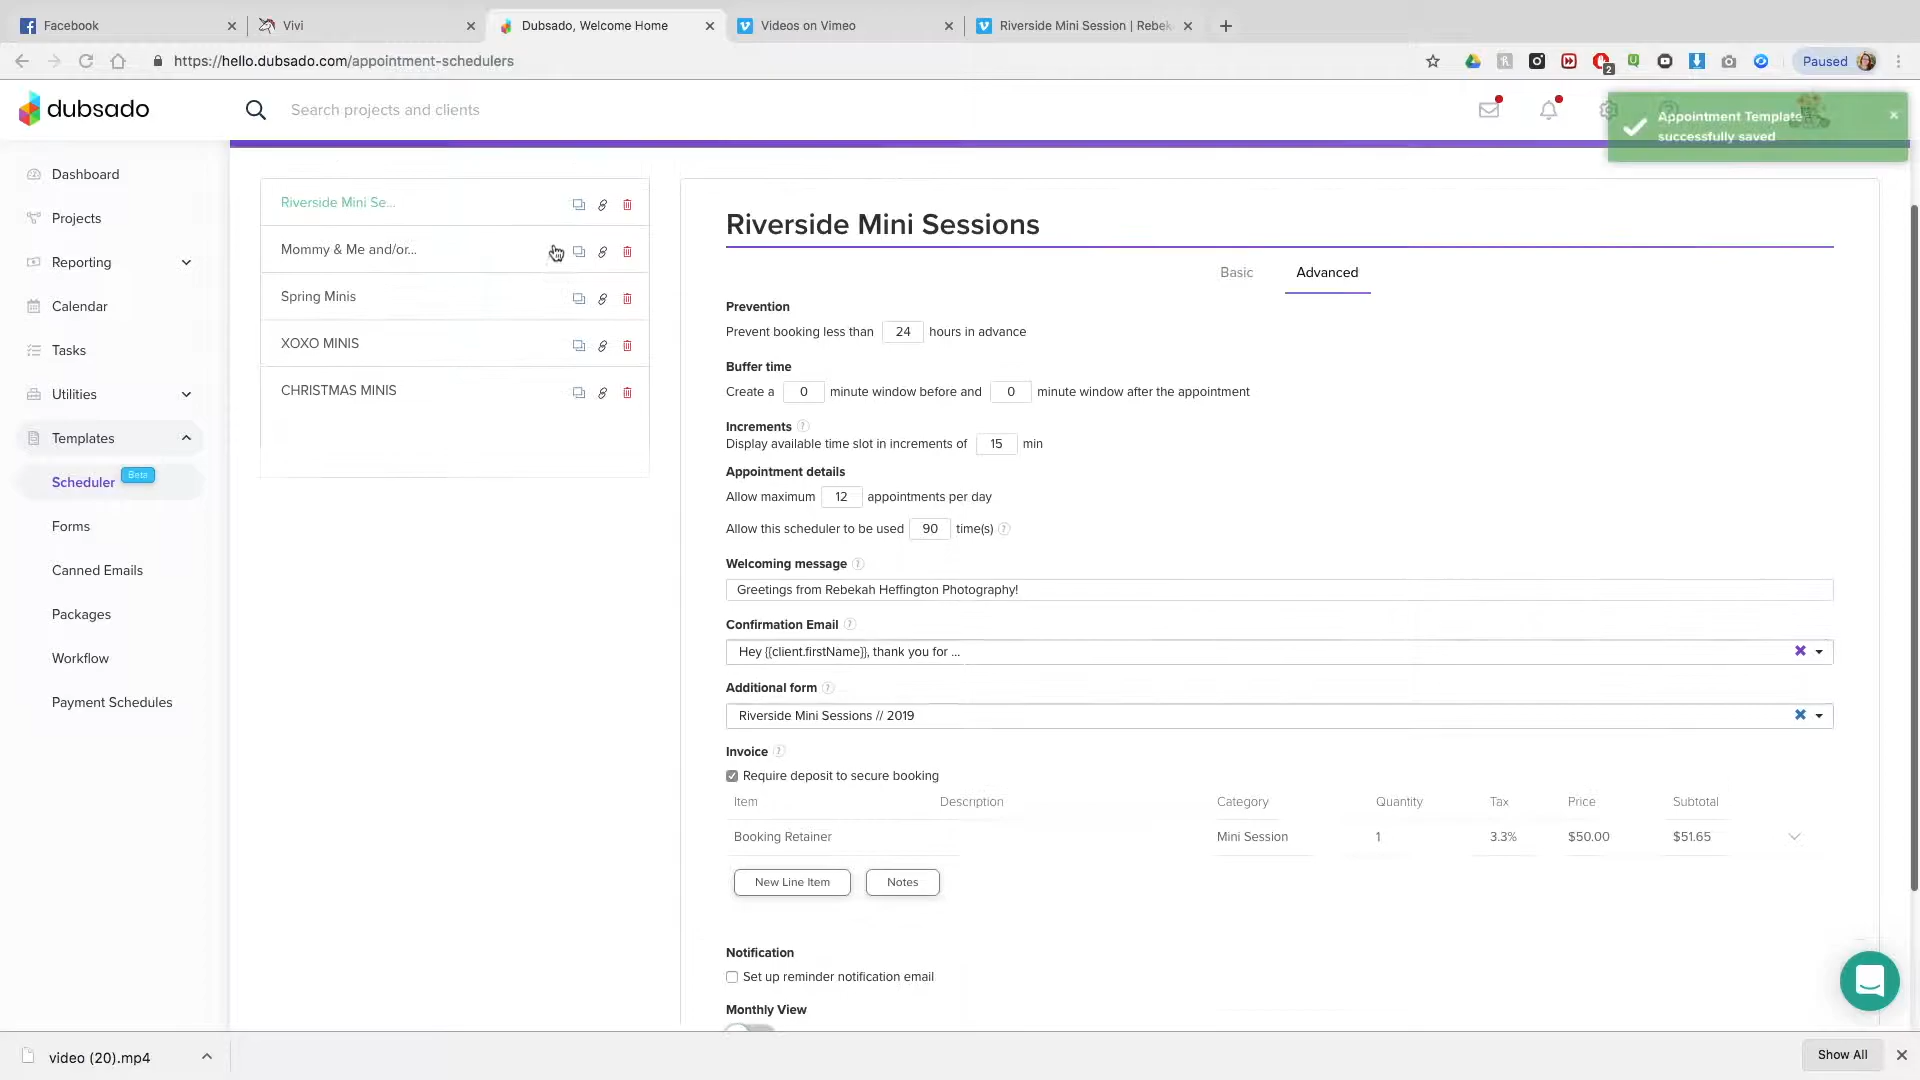 Facebook
Vivi
Dubsado, Welcome Home
Videos on Vimeo
Riverside Mini Session | Rebek
https://hello.dubsado.com/appointment-schedulers
2
Paused
dubsado
Search projects and clients
Appointment Template
successfully saved
Dashboard
Projects
Reporting
Calendar
Tasks
Utilities
Templates
Scheduler
Beta
Forms
Canned Emails
Packages
Workflow
Payment Schedules
Riverside Mini Se...
Mommy & Me and/or...
Spring Minis
XOXO MINIS
CHRISTMAS MINIS
Riverside Mini Sessions
Basic
Advanced
Prevention
Prevent booking less than 24 hours in advance
Buffer time
Create a 0 minute window before and 0 minute window after the appointment
Increments ?
Display available time slot in increments of 15 min
Appointment details
Allow maximum 12 appointments per day
Allow this scheduler to be used 90 time(s) ?
Welcoming message ?
Greetings from Rebekah Heffington Photography!
Confirmation Email ?
Hey {{client.firstName}}, thank you for ...
Additional form ?
Riverside Mini Sessions // 2019
Invoice ?
Require deposit to secure booking
Item Description Category Quantity Tax Price Subtotal
Booking Retainer Mini Session 1 3.3% $50.00 $51.65
New Line Item
Notes
Notification
Set up reminder notification email
Monthly View
video (20).mp4
Show All